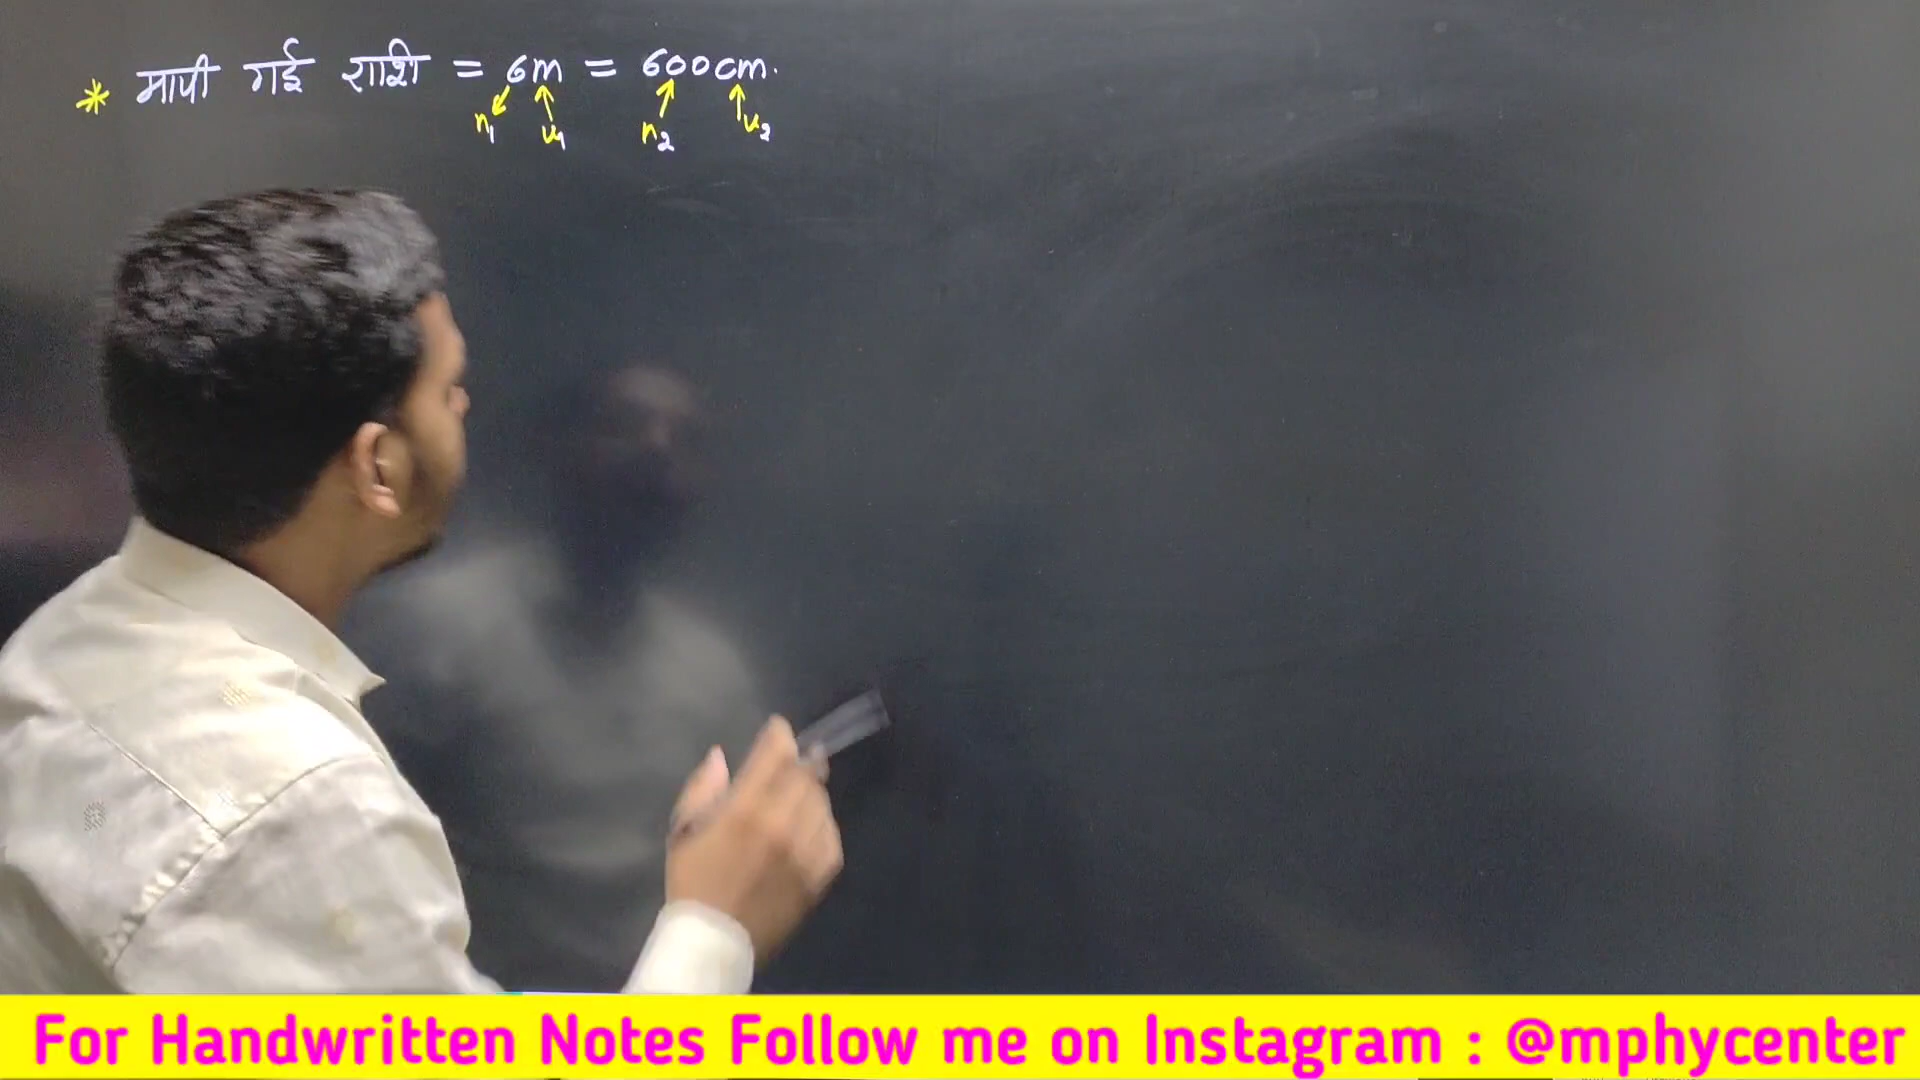 * मापी गई राशि = 6m = 600cm.
n₁ u₁ n₂ u₂
For Handwritten Notes Follow me on Instagram : @mphycenter